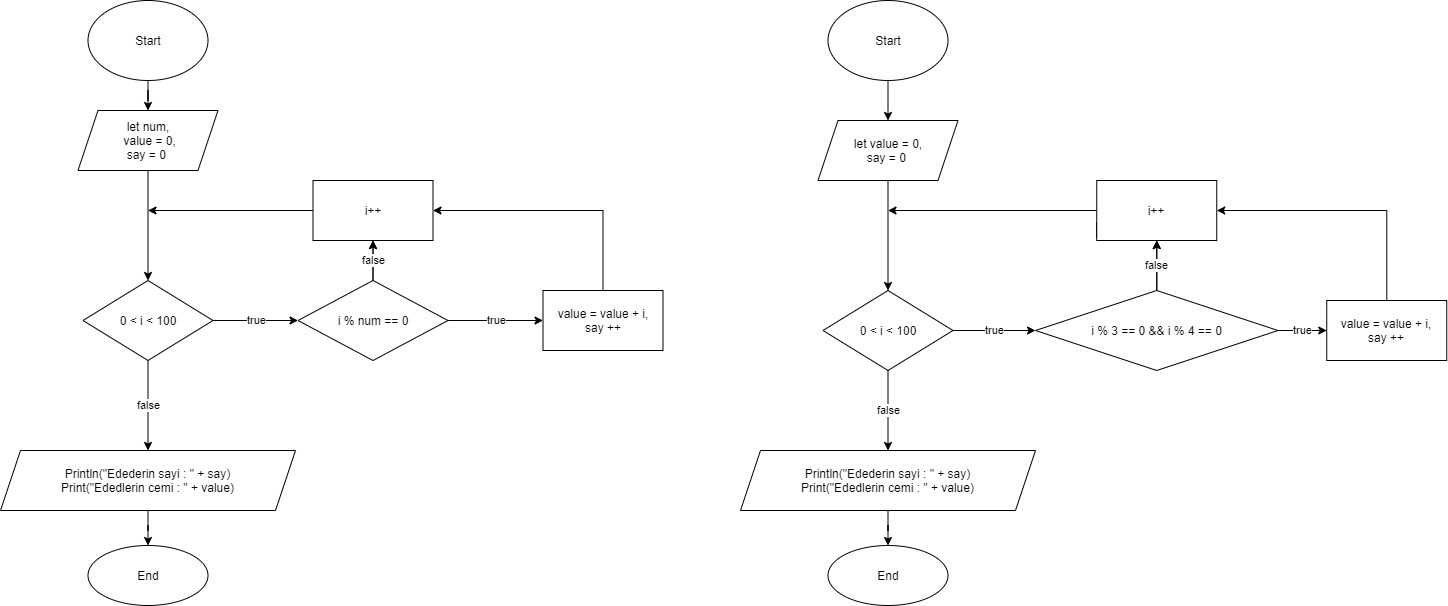 Start
let num,
value = 0,
say = 0
i++
false
0 < i < 100
true
i % num == 0
true
value = value + i,
say ++
false
Println("Edederin sayi : " + say)
Print("Ededlerin cemi : " + value)
End
Start
let value = 0,
say = 0
i++
false
0 < i < 100
true
i % 3 == 0 && i % 4 == 0
true
value = value + i,
say ++
false
Println("Edederin sayi : " + say)
Print("Ededlerin cemi : " + value)
End